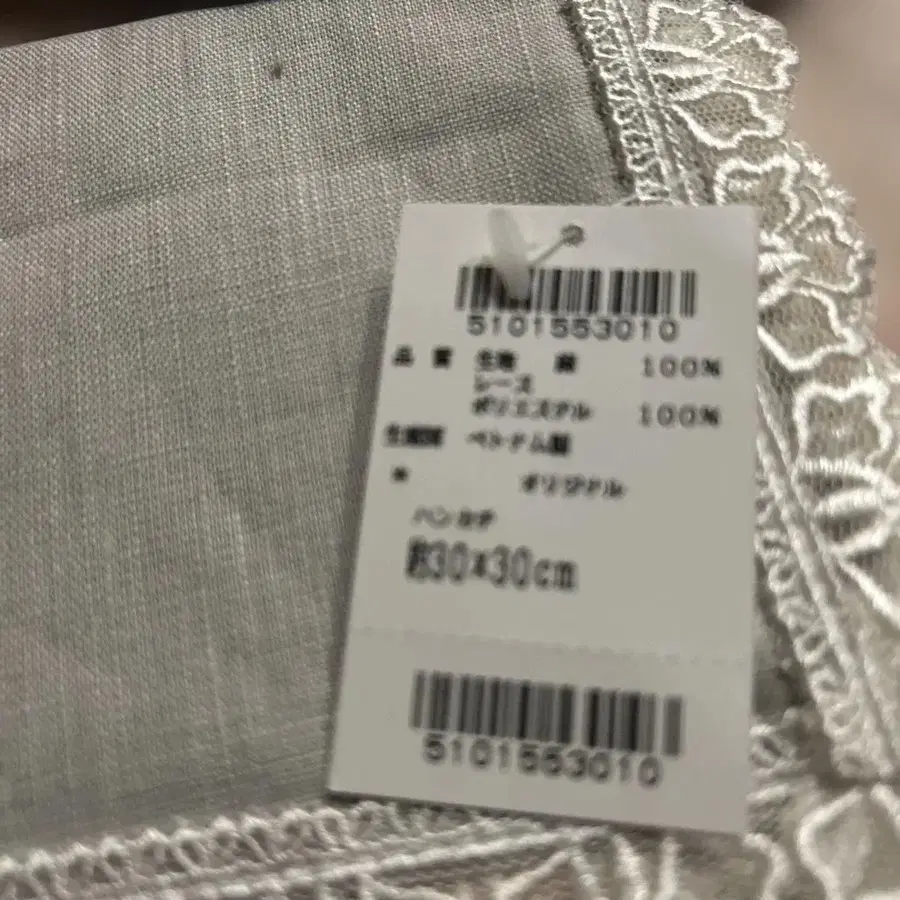 5101553010
品質 生地 綿 100%
レース
ポリエステル 100%
生産国 ベトナム製
* オリジナル
ハンカチ
約30*30cm
5101553010